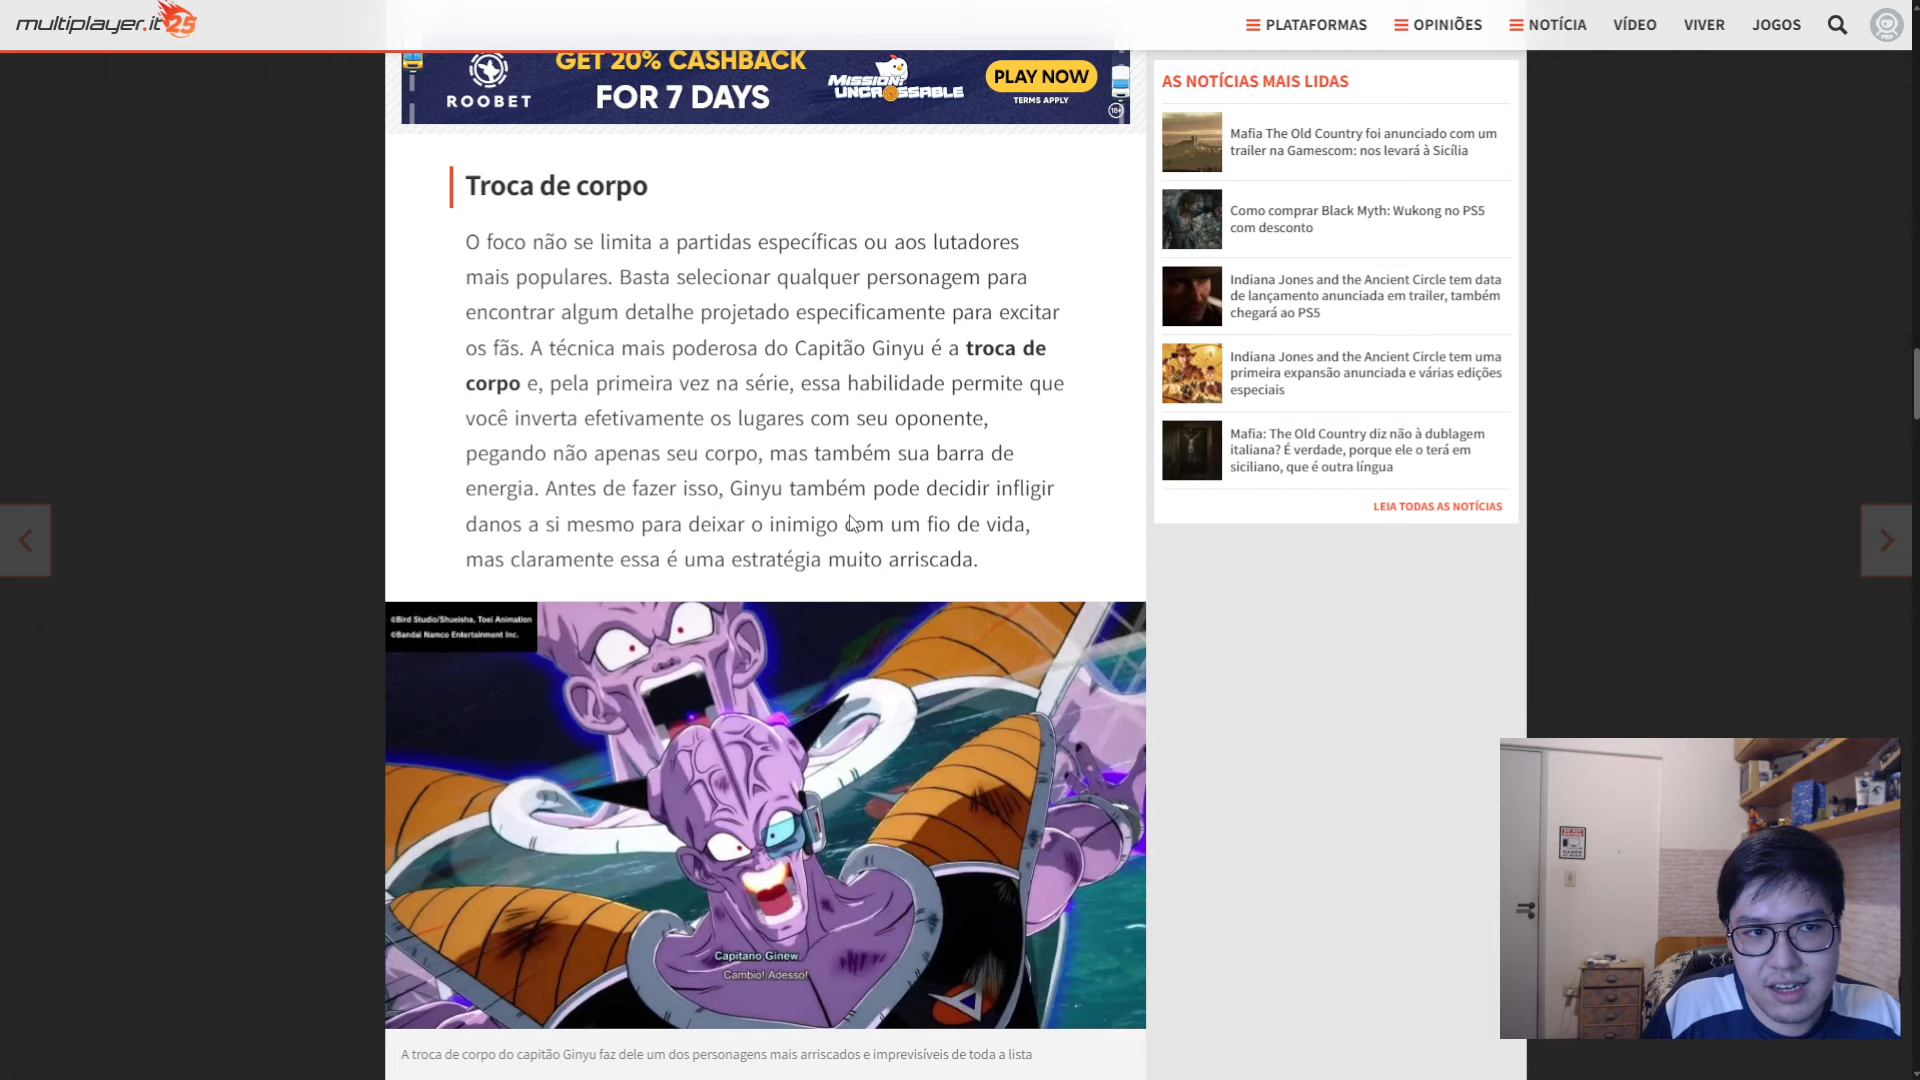 multiplayer.it 25
PLATAFORMAS
OPINIÕES
NOTÍCIA
VÍDEO
VIVER
JOGOS
ROOBET
GET 20% CASHBACK
FOR 7 DAYS
MISSION
UNCROSSABLE
PLAY NOW
TERMS APPLY
18+
Troca de corpo
O foco não se limita a partidas específicas ou aos lutadores
mais populares. Basta selecionar qualquer personagem para
encontrar algum detalhe projetado especificamente para excitar
os fãs. A técnica mais poderosa do Capitão Ginyu é a troca de
corpo e, pela primeira vez na série, essa habilidade permite que
você inverta efetivamente os lugares com seu oponente,
pegando não apenas seu corpo, mas também sua barra de
energia. Antes de fazer isso, Ginyu também pode decidir infligir
danos a si mesmo para deixar o inimigo com um fio de vida,
mas claramente essa é uma estratégia muito arriscada.
©Bird Studio/Shueisha, Toei Animation
©Bandai Namco Entertainment Inc.
Capitano Ginew
Cambio! Adesso!
A troca de corpo do capitão Ginyu faz dele um dos personagens mais arriscados e imprevisíveis de toda a lista
AS NOTÍCIAS MAIS LIDAS
Mafia The Old Country foi anunciado com um
trailer na Gamescom: nos levará à Sicília
Como comprar Black Myth: Wukong no PS5
com desconto
Indiana Jones and the Ancient Circle tem data
de lançamento anunciada em trailer, também
chegará ao PS5
Indiana Jones and the Ancient Circle tem uma
primeira expansão anunciada e várias edições
especiais
Mafia: The Old Country diz não à dublagem
italiana? É verdade, porque ele o terá em
siciliano, que é outra língua
LEIA TODAS AS NOTÍCIAS